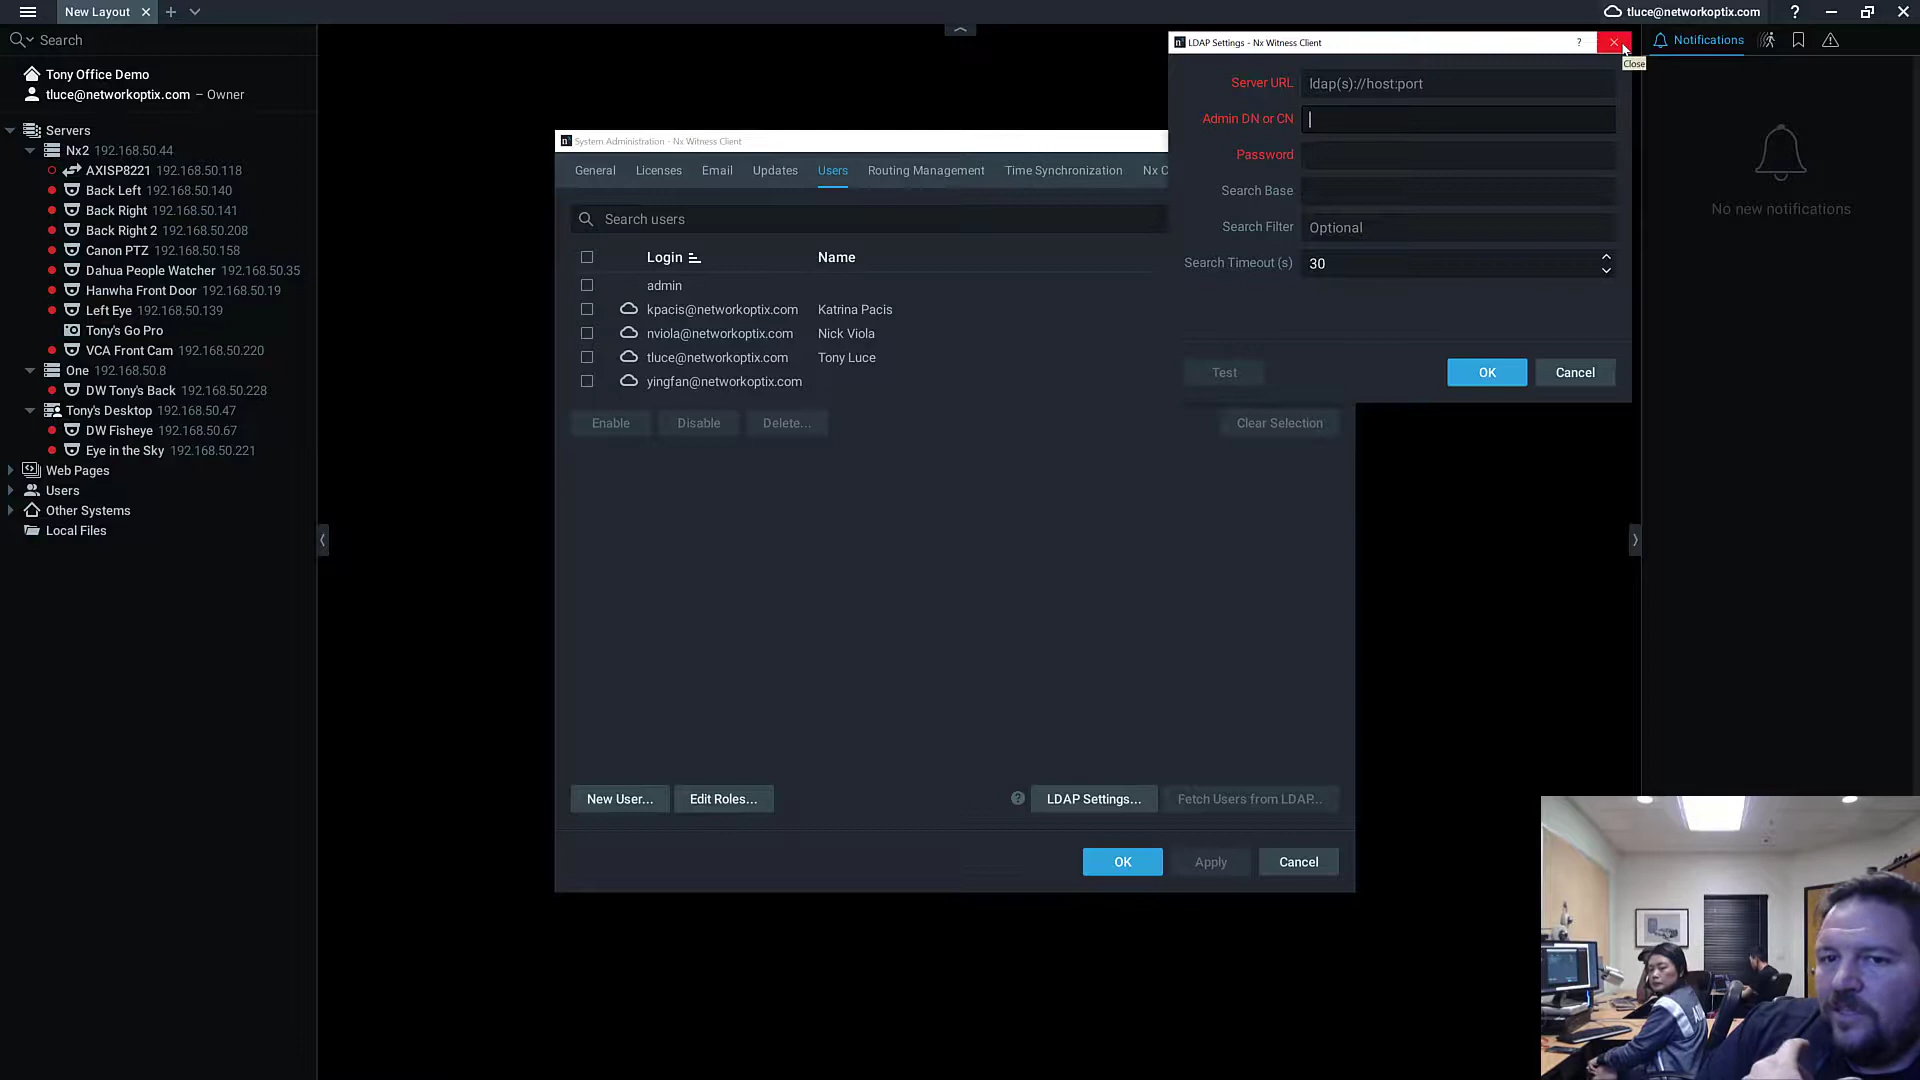 New Layout
tluce@networkoptix.com
?
Search
Tony Office Demo
tluce@networkoptix.com – Owner
Servers
Nx2 192.168.50.44
AXISP8221 192.168.50.118
Back Left 192.168.50.140
Back Right 192.168.50.141
Back Right 2 192.168.50.208
Canon PTZ 192.168.50.158
Dahua People Watcher 192.168.50.35
Hanwha Front Door 192.168.50.19
Left Eye 192.168.50.139
Tony's Go Pro
VCA Front Cam 192.168.50.220
One 192.168.50.8
DW Tony's Back 192.168.50.228
Tony's Desktop 192.168.50.47
DW Fisheye 192.168.50.67
Eye in the Sky 192.168.50.221
Web Pages
Users
Other Systems
Local Files
System Administration - Nx Witness Client
General Licenses Email Updates Users Routing Management Time Synchronization Nx C
Search users
Login Name
admin
kpacis@networkoptix.com Katrina Pacis
nviola@networkoptix.com Nick Viola
tluce@networkoptix.com Tony Luce
yingfan@networkoptix.com
Enable Disable Delete... Clear Selection
New User... Edit Roles... LDAP Settings... Fetch Users from LDAP...
OK Apply Cancel
LDAP Settings - Nx Witness Client
?
Close
Server URL ldap(s)://host:port
Admin DN or CN
Password
Search Base
Search Filter Optional
Search Timeout (s) 30
Test OK Cancel
Notifications
No new notifications